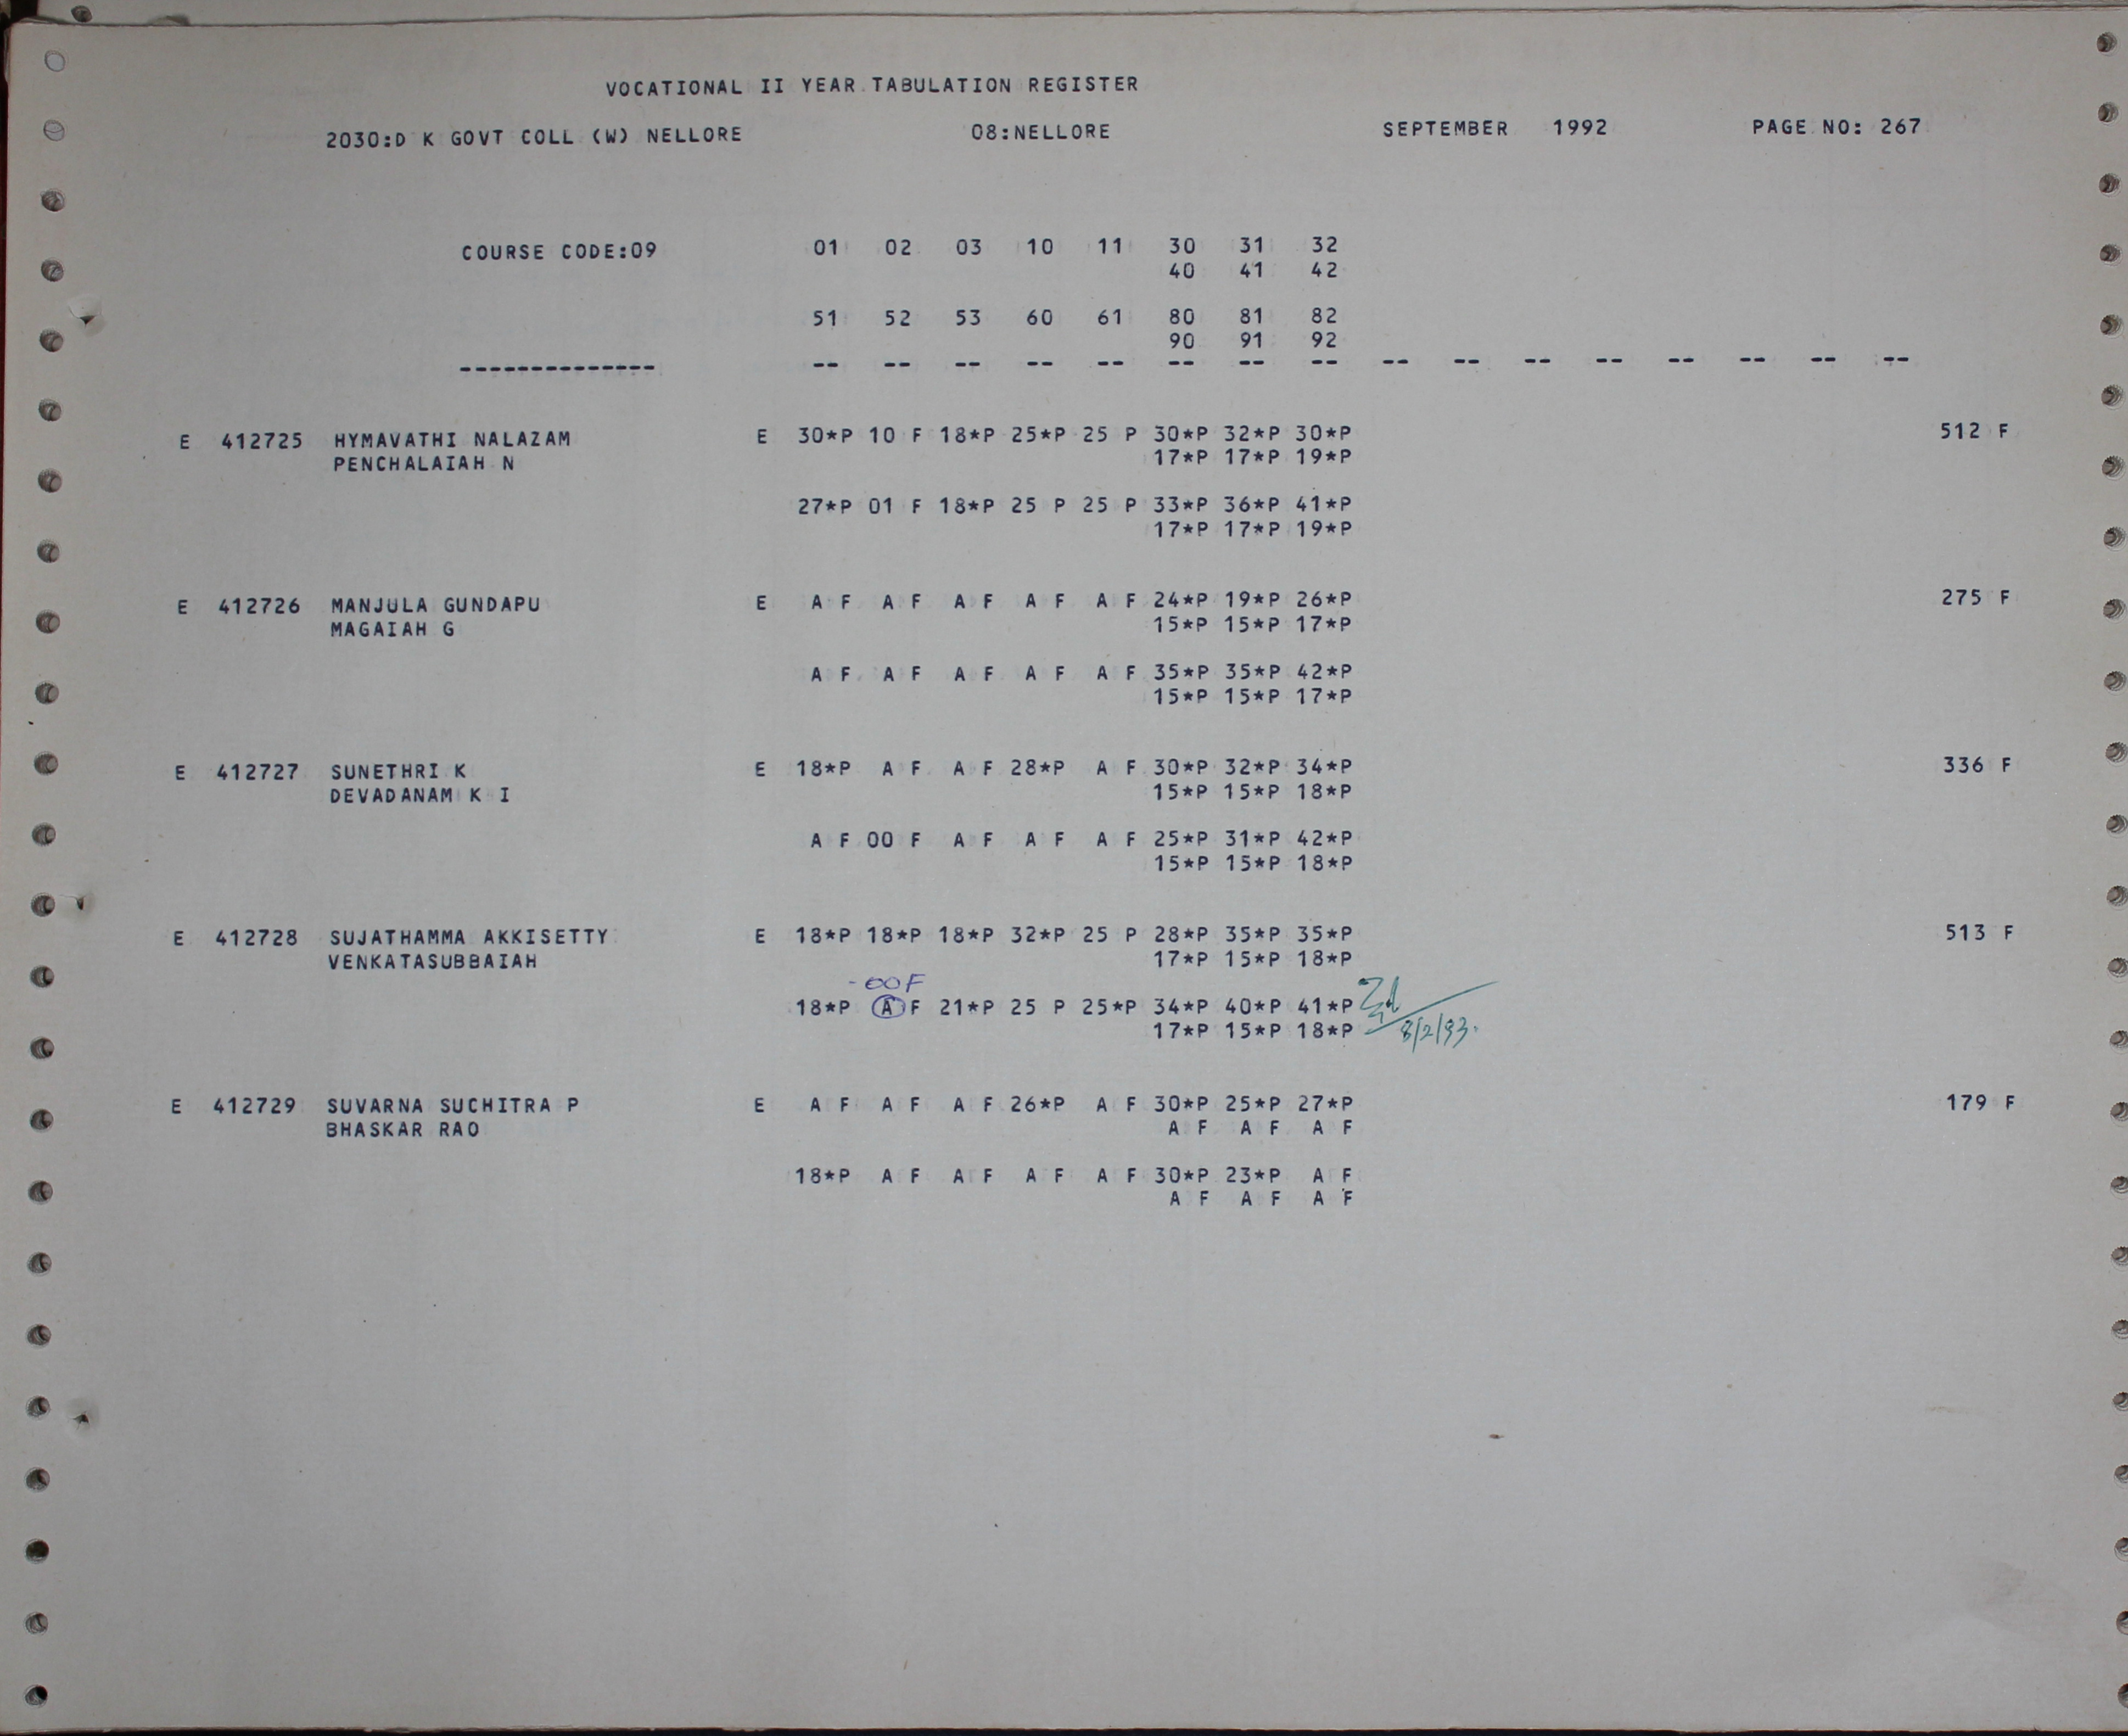 VOCATIONAL II YEAR TABULATION REGISTER
2030:D K GOVT COLL (W) NELLORE 08:NELLORE SEPTEMBER 1992 PAGE NO: 267
COURSE CODE:09 01 02 03 10 11 30 31 32
40 41 42
51 52 53 60 61 80 81 82
90 91 92
-------------- -- -- -- -- -- -- -- -- -- -- -- -- -- -- -- --
E 412725 HYMAVATHI NALAZAM E 30*P 10 F 18*P 25*P 25 P 30*P 32*P 30*P 512 F
PENCHALAIAH N 17*P 17*P 19*P
27*P 01 F 18*P 25 P 25 P 33*P 36*P 41*P
17*P 17*P 19*P
E 412726 MANJULA GUNDAPU E A F A F A F A F A F 24*P 19*P 26*P 275 F
MAGAIAH G 15*P 15*P 17*P
A F A F A F A F A F 35*P 35*P 42*P
15*P 15*P 17*P
E 412727 SUNETHRI K E 18*P A F A F 28*P A F 30*P 32*P 34*P 336 F
DEVADANAM K I 15*P 15*P 18*P
A F 00 F A F A F A F 25*P 31*P 42*P
15*P 15*P 18*P
E 412728 SUJATHAMMA AKKISETTY E 18*P 18*P 18*P 32*P 25 P 28*P 35*P 35*P 513 F
VENKATASUBBAIAH 17*P 15*P 18*P
-00F
18*P A F 21*P 25 P 25*P 34*P 40*P 41*P
17*P 15*P 18*P 8/2/93.
E 412729 SUVARNA SUCHITRA P E A F A F A F 26*P A F 30*P 25*P 27*P 179 F
BHASKAR RAO A F A F A F
18*P A F A F A F A F 30*P 23*P A F
A F A F A F